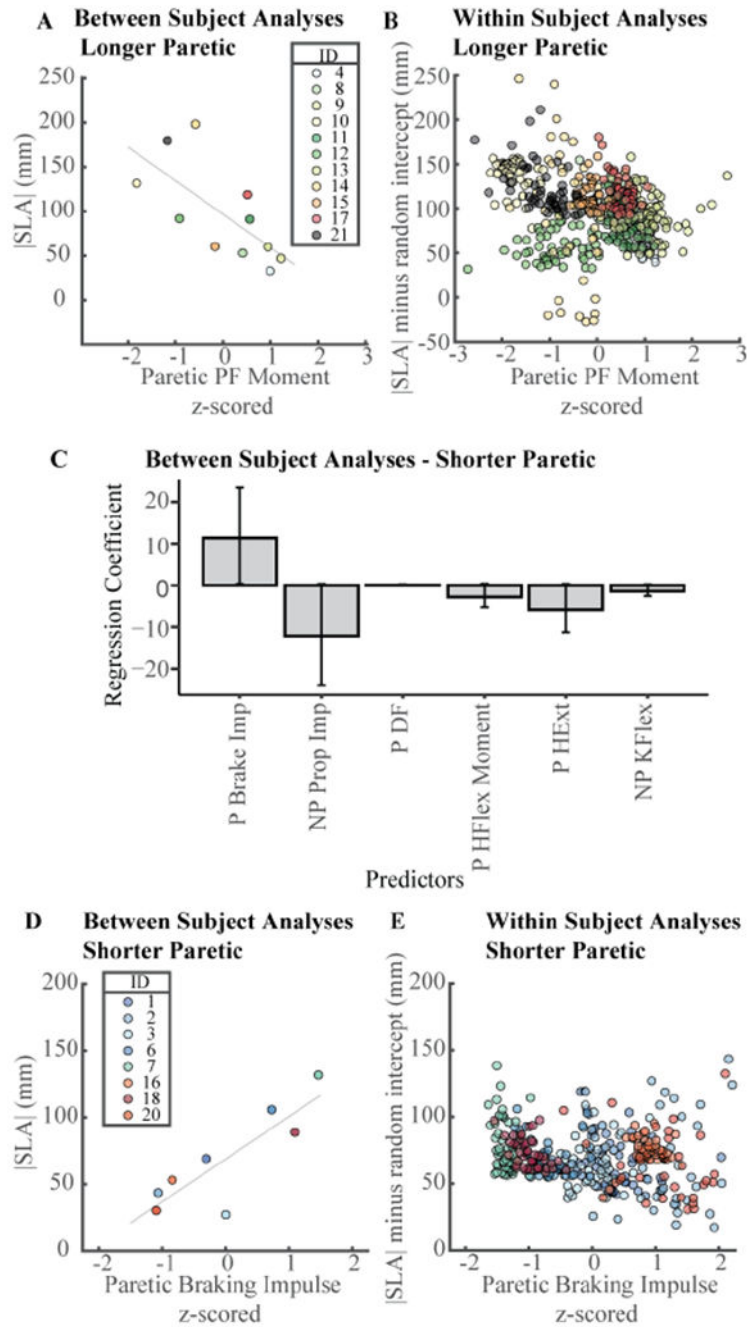 A Between Subject Analyses
Longer Paretic
ID
4
8
9
10
11
12
13
14
15
17
21
250
200
150
100
50
0
|SLA| (mm)
-2 -1 0 1 2 3
Paretic PF Moment
z-scored
B Within Subject Analyses
Longer Paretic
250
200
150
100
50
0
-50
|SLA| minus random intercept (mm)
-3 -2 -1 0 1 2 3
Paretic PF Moment
z-scored
C Between Subject Analyses - Shorter Paretic
20
10
0
−10
−20
Regression Coefficient
P Brake Imp
NP Prop Imp
P DF
P HFlex Moment
P HExt
NP KFlex
Predictors
D Between Subject Analyses
Shorter Paretic
ID
1
2
3
6
7
16
18
20
200
150
100
50
0
|SLA| (mm)
-2 -1 0 1 2
Paretic Braking Impulse
z-scored
E Within Subject Analyses
Shorter Paretic
200
150
100
50
0
|SLA| minus random intercept (mm)
-2 -1 0 1 2
Paretic Braking Impulse
z-scored